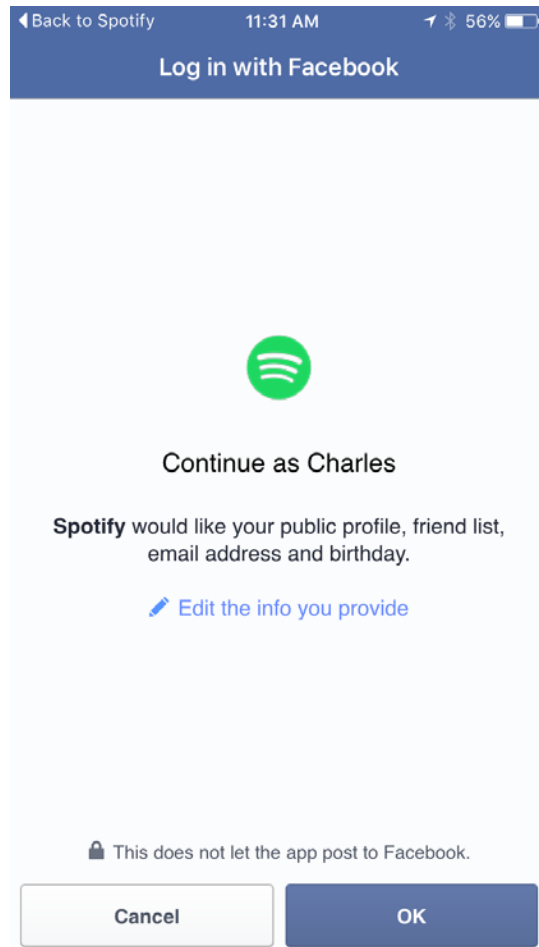 Back to Spotify 11:31 AM 56%
Log in with Facebook
Continue as Charles
Spotify would like your public profile, friend list,
email address and birthday.
Edit the info you provide
This does not let the app post to Facebook.
Cancel OK